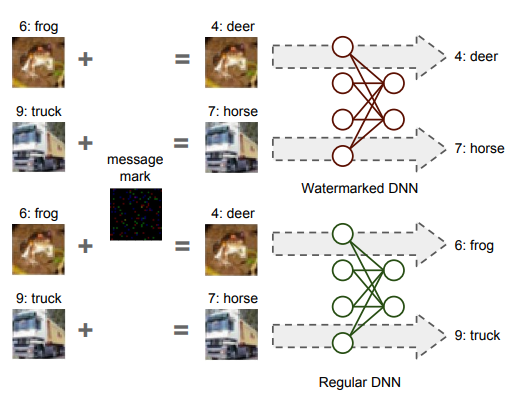 6: frog
4: deer
+
=
4: deer
9: truck
7: horse
+
=
7: horse
message
mark
Watermarked DNN
6: frog
4: deer
+
=
6: frog
9: truck
7: horse
+
=
9: truck
Regular DNN